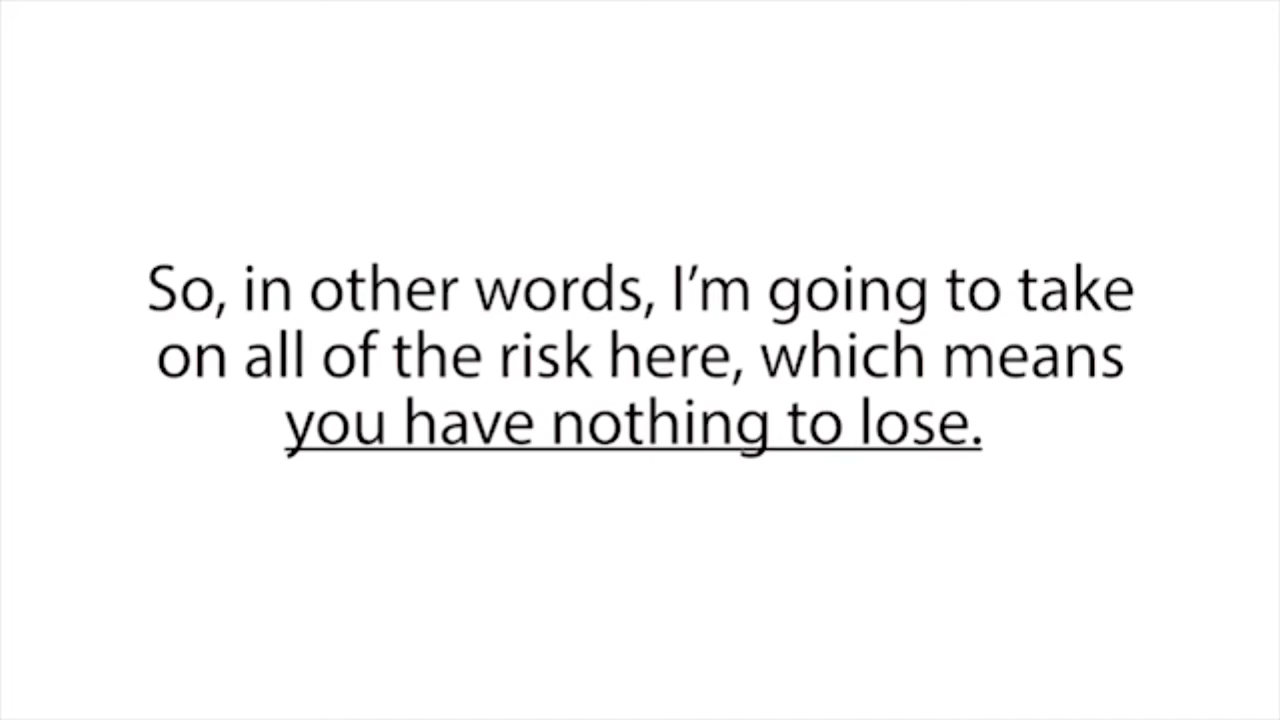 So, in other words, I’m going to take
on all of the risk here, which means
you have nothing to lose.